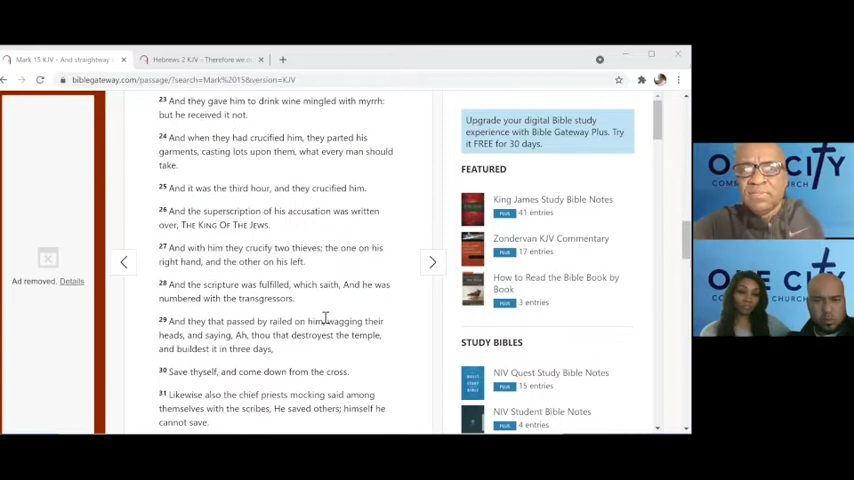 Mark 15 KJV - And straightway
Hebrews 2 KJV - Therefore we o
biblegateway.com/passage/?search=Mark%2015&version=KJV
23 And they gave him to drink wine mingled with myrrh:
but he received it not.
24 And when they had crucified him, they parted his
garments, casting lots upon them, what every man should
take.
25 And it was the third hour, and they crucified him.
26 And the superscription of his accusation was written
over, THE KING OF THE JEWS.
27 And with him they crucify two thieves; the one on his
right hand, and the other on his left.
28 And the scripture was fulfilled, which saith, And he was
numbered with the transgressors.
29 And they that passed by railed on him, wagging their
heads, and saying, Ah, thou that destroyest the temple,
and buildest it in three days,
30 Save thyself, and come down from the cross.
31 Likewise also the chief priests mocking said among
themselves with the scribes, He saved others; himself he
cannot save.
Ad removed. Details
Upgrade your digital Bible study
experience with Bible Gateway Plus. Try
it FREE for 30 days.
FEATURED
King James Study Bible Notes
PLUS 41 entries
Zondervan KJV Commentary
PLUS 17 entries
How to Read the Bible Book by
Book
PLUS 3 entries
STUDY BIBLES
NIV Quest Study Bible Notes
PLUS 15 entries
NIV Student Bible Notes
PLUS 4 entries
CITY
CHURCH
ONE CITY